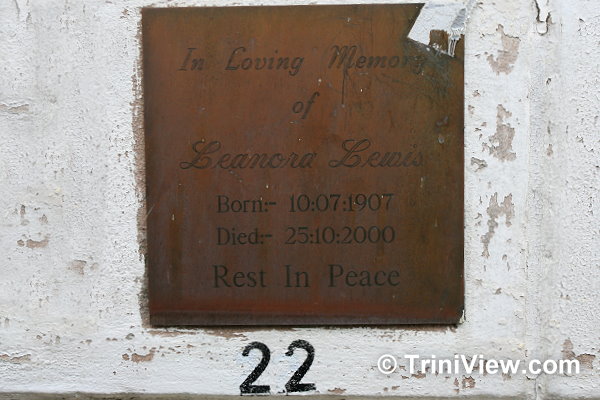 In Loving Memory
of
Leanora Lewis
Born:- 10:07:1907
Died:- 25:10:2000
Rest In Peace
22
© TriniView.com